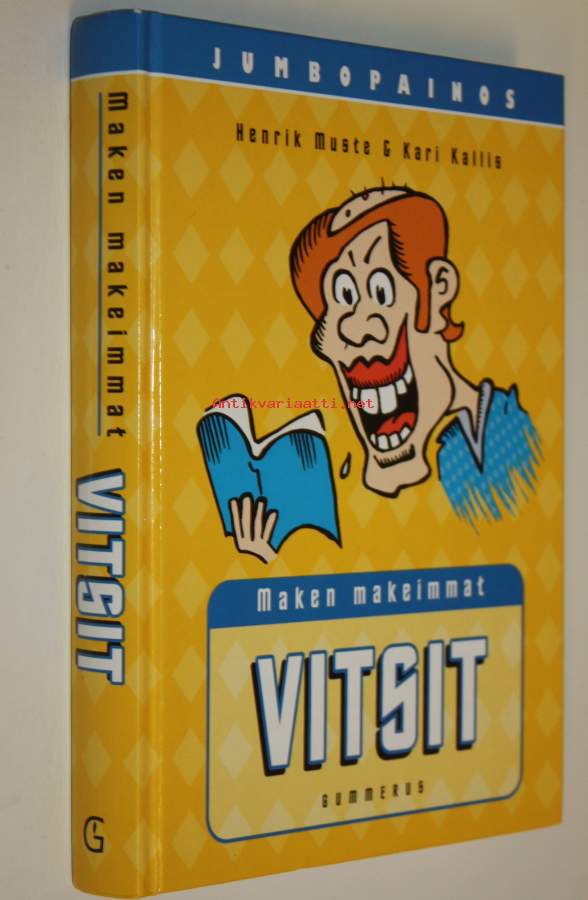 JUMBOPAINOS
Henrik Muste & Kari Kallis
Antikvariaatti.net
Maken makeimmat
VITSIT
GUMMERUS
Maken makeimmat VITSIT
G